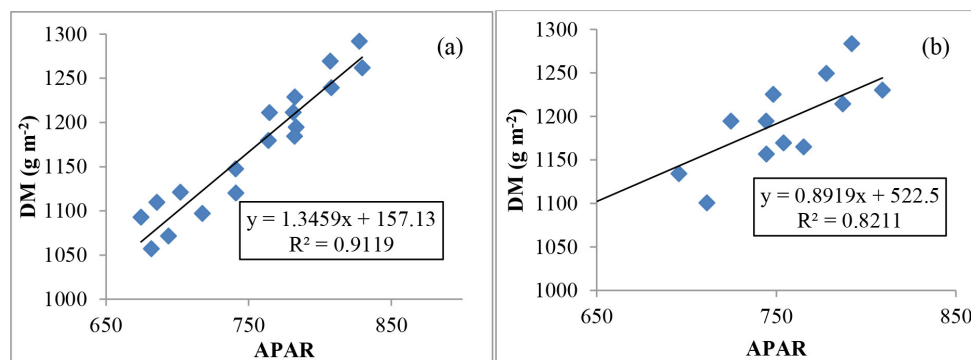 (a)
DM (g m⁻²)
1300
1250
1200
1150
1100
1050
1000
y = 1.3459x + 157.13
R² = 0.9119
650 750 850
APAR
(b)
DM (g m⁻²)
1300
1250
1200
1150
1100
1050
1000
y = 0.8919x + 522.5
R² = 0.8211
650 750 850
APAR